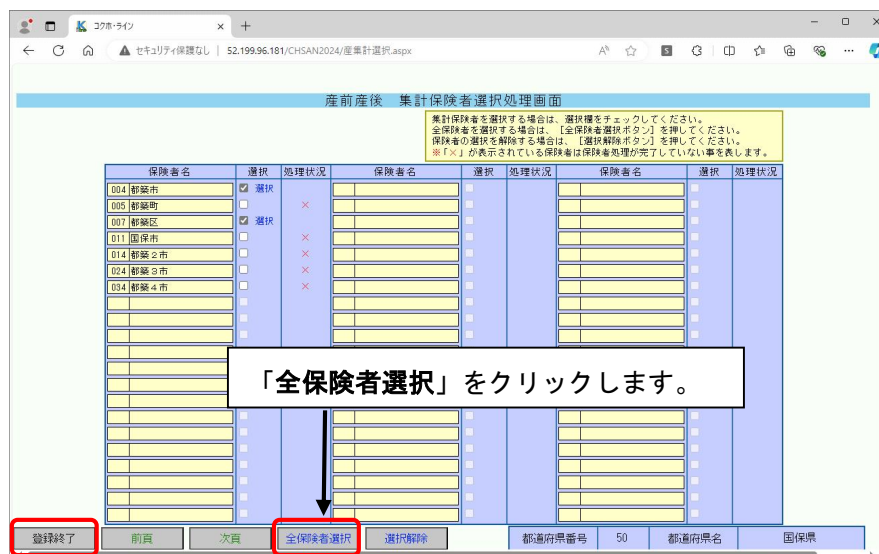 コクホ・ライン
セキュリティ保護なし | 52.199.96.181/CHSAN2024/産集計選択.aspx
産前産後 集計保険者選択処理画面
集計保険者を選択する場合は、選択欄をチェックしてください。
全保険者を選択する場合は、[全保険者選択ボタン] を押してください。
保険者の選択を解除する場合は、[選択解除ボタン] を押してください。
※「×」が表示されている保険者は保険者処理が完了していない事を表します。
保険者名 選択 処理状況 保険者名 選択 処理状況 保険者名 選択 処理状況
004 都築市 選択
005 都築町 ×
007 都築区 選択
011 国保市 ×
014 都築2市 ×
024 都築3市 ×
034 都築4市 ×
「全保険者選択」をクリックします。
登録終了 前頁 次頁 全保険者選択 選択解除 都道府県番号 50 都道府県名 国保県